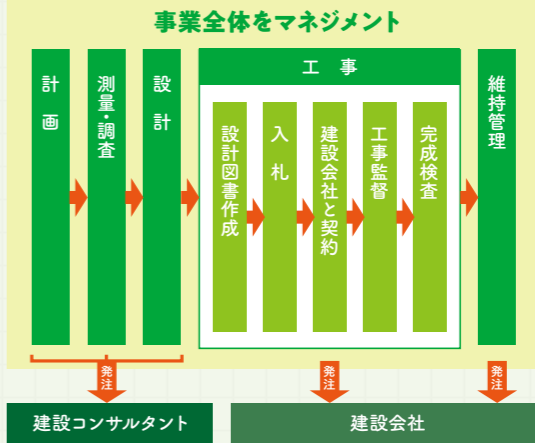 事業全体をマネジメント
計画
測量・調査
設計
工事
設計図書作成
入札
建設会社と契約
工事監督
完成検査
維持管理
発注
発注
発注
建設コンサルタント
建設会社